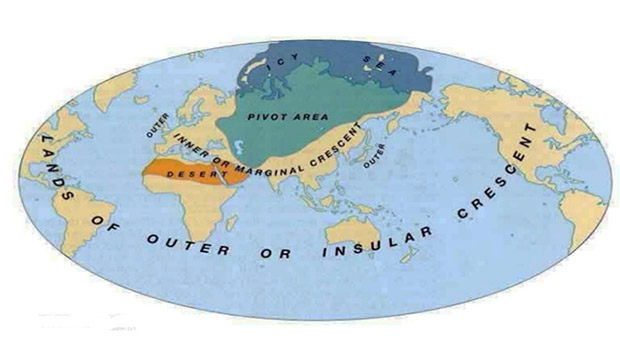 ICY SEA
PIVOT AREA
OUTER
INNER OR MARGINAL CRESCENT
OUTER
DESERT
LANDS OF OUTER OR INSULAR CRESCENT